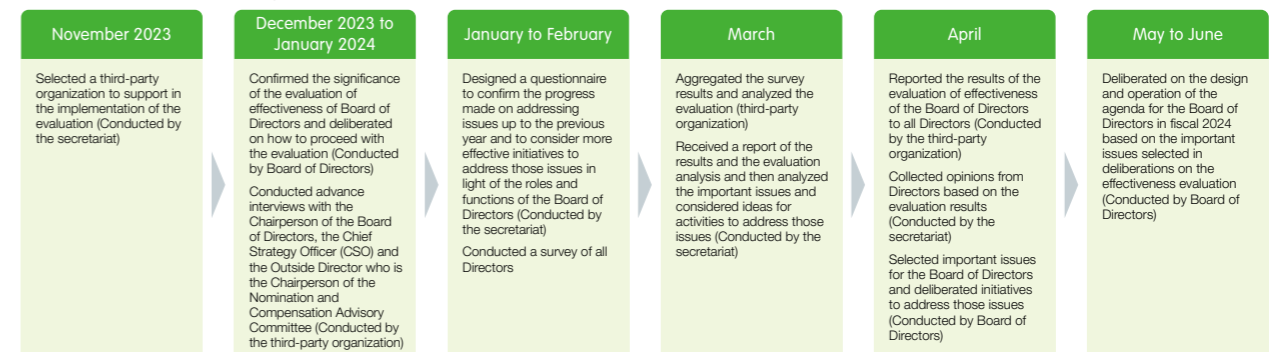 November 2023
Selected a third-party
organization to support in
the implementation of the
evaluation (Conducted by
the secretariat)
December 2023 to
January 2024
Confirmed the significance
of the evaluation of
effectiveness of Board of
Directors and deliberated
on how to proceed with
the evaluation (Conducted
by Board of Directors)
Conducted advance
interviews with the
Chairperson of the Board
of Directors, the Chief
Strategy Officer (CSO) and
the Outside Director who is
the Chairperson of the
Nomination and
Compensation Advisory
Committee (Conducted by
the third-party organization)
January to February
Designed a questionnaire
to confirm the progress
made on addressing
issues up to the previous
year and to consider more
effective initiatives to
address those issues in
light of the roles and
functions of the Board of
Directors (Conducted by
the secretariat)
Conducted a survey of all
Directors
March
Aggregated the survey
results and analyzed the
evaluation (third-party
organization)
Received a report of the
results and the evaluation
analysis and then analyzed
the important issues and
considered ideas for
activities to address those
issues (Conducted by the
secretariat)
April
Reported the results of the
evaluation of effectiveness
of the Board of Directors
to all Directors (Conducted
by the third-party
organization)
Collected opinions from
Directors based on the
evaluation results
(Conducted by the
secretariat)
Selected important issues
for the Board of Directors
and deliberated initiatives
to address those issues
(Conducted by Board of
Directors)
May to June
Deliberated on the design
and operation of the
agenda for the Board of
Directors in fiscal 2024
based on the important
issues selected in
deliberations on the
effectiveness evaluation
(Conducted by Board of
Directors)